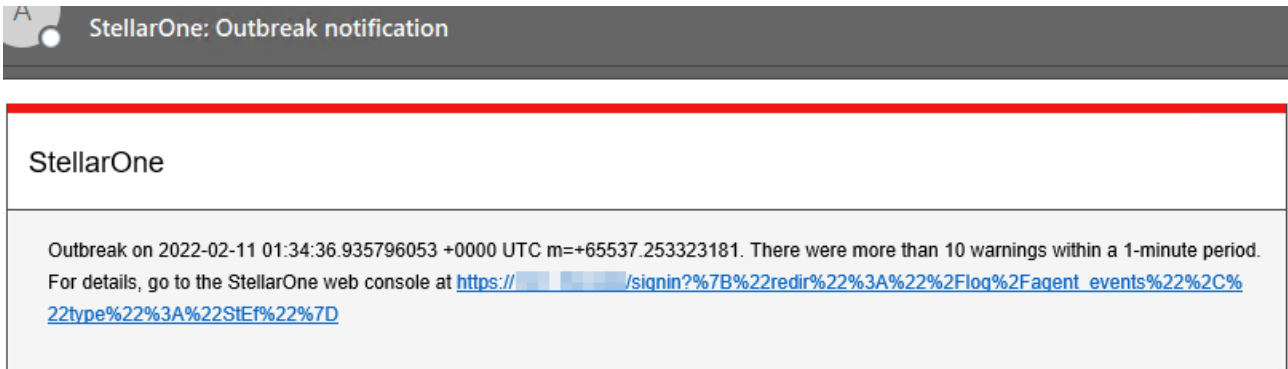 A
StellarOne: Outbreak notification
StellarOne
Outbreak on 2022-02-11 01:34:36.935796053 +0000 UTC m=+65537.253323181. There were more than 10 warnings within a 1-minute period.
For details, go to the StellarOne web console at https:// /signin?%7B%22redir%22%3A%22%2Flog%2Fagent_events%22%2C%
22type%22%3A%22StEf%22%7D